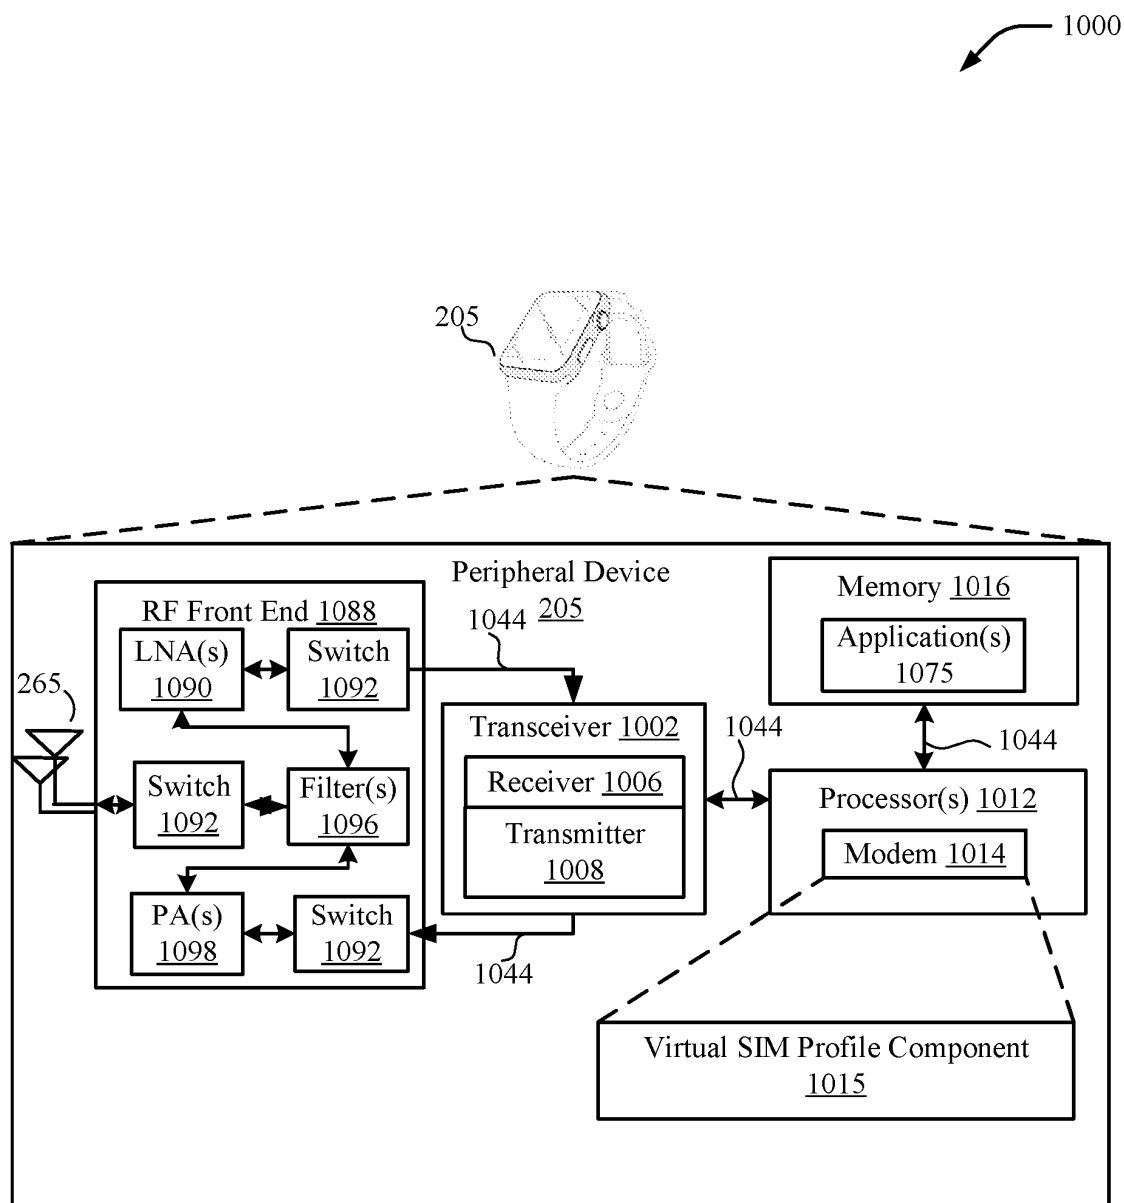 1000
205
Peripheral Device
205
RF Front End 1088
LNA(s)
1090
Switch
1092
1044
265
Switch
1092
Filter(s)
1096
PA(s)
1098
Switch
1092
1044
Transceiver 1002
Receiver 1006
Transmitter
1008
1044
Memory 1016
Application(s)
1075
1044
Processor(s) 1012
Modem 1014
Virtual SIM Profile Component
1015